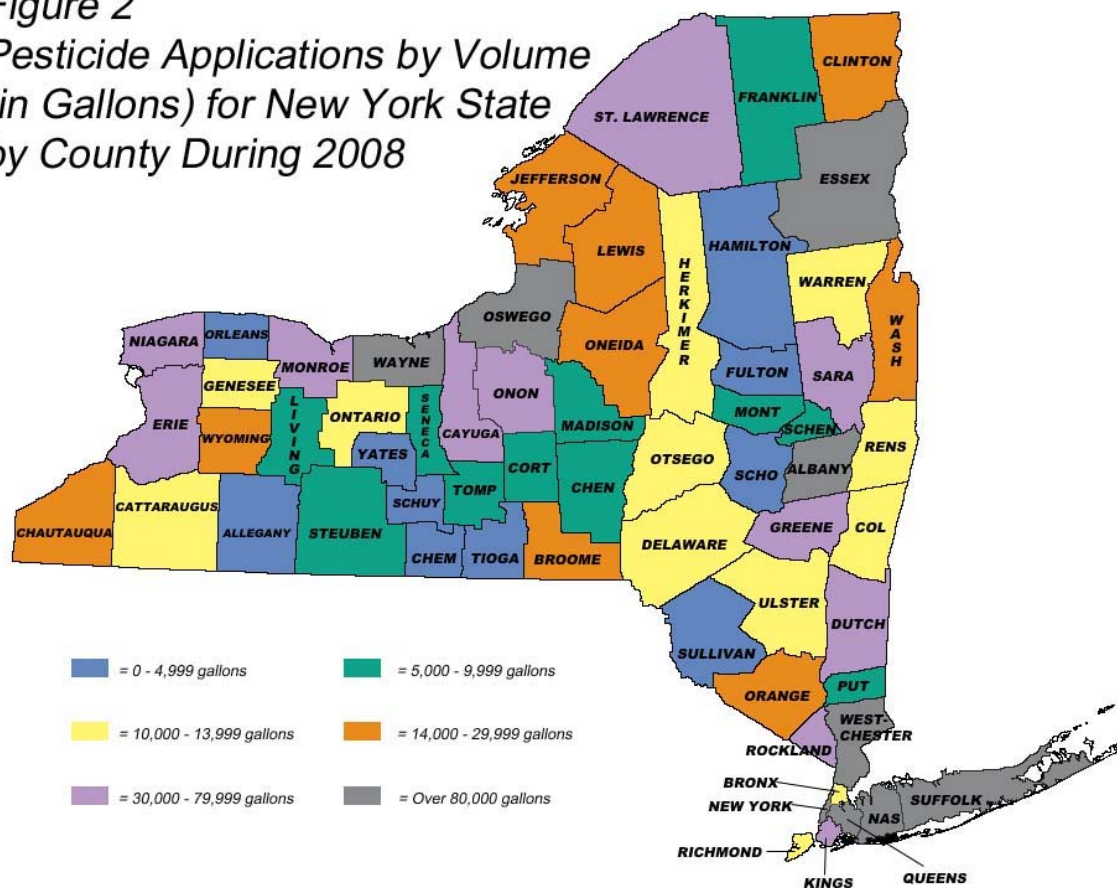 Figure 2
Pesticide Applications by Volume
in Gallons) for New York State
by County During 2008
CLINTON
FRANKLIN
ST. LAWRENCE
ESSEX
JEFFERSON
LEWIS
HAMILTON
HERKIMER
WARREN
WASH
OSWEGO
ONEIDA
NIAGARA
ORLEANS
MONROE
WAYNE
FULTON
SARA
GENESEE
LIVING
ONTARIO
SENECA
CAYUGA
ONON
MADISON
MONT
SCHEN
ERIE
WYOMING
YATES
CORT
OTSEGO
SCHO
ALBANY
RENS
CATTARAUGUS
SCHUY
TOMP
CHEN
CHAUTAUQUA
ALLEGANY
STEUBEN
CHEM
TIOGA
BROOME
DELAWARE
GREENE
COL
ULSTER
DUTCH
SULLIVAN
ORANGE
PUT
WEST-
CHESTER
ROCKLAND
BRONX
NEW YORK
NAS
SUFFOLK
RICHMOND
KINGS
QUEENS
= 0 - 4,999 gallons
= 5,000 - 9,999 gallons
= 10,000 - 13,999 gallons
= 14,000 - 29,999 gallons
= 30,000 - 79,999 gallons
= Over 80,000 gallons